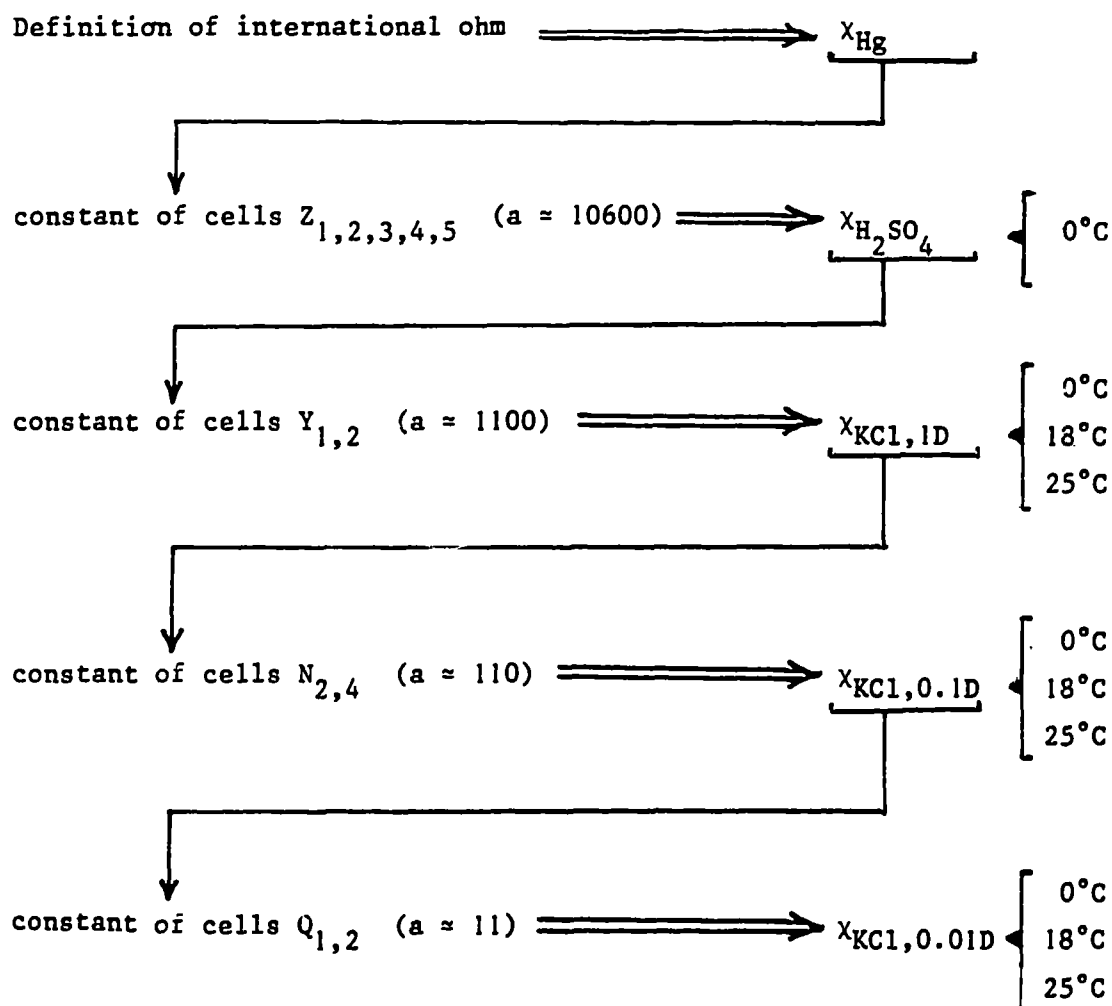 Definition of international ohm χHg
constant of cells Z1,2,3,4,5 (a ≈ 10600) χH2SO4 0°C
constant of cells Y1,2 (a ≈ 1100) χKCl,1D 0°C
18°C
25°C
constant of cells N2,4 (a ≈ 110) χKCl,0.1D 0°C
18°C
25°C
constant of cells Q1,2 (a ≈ 11) χKCl,0.01D 0°C
18°C
25°C